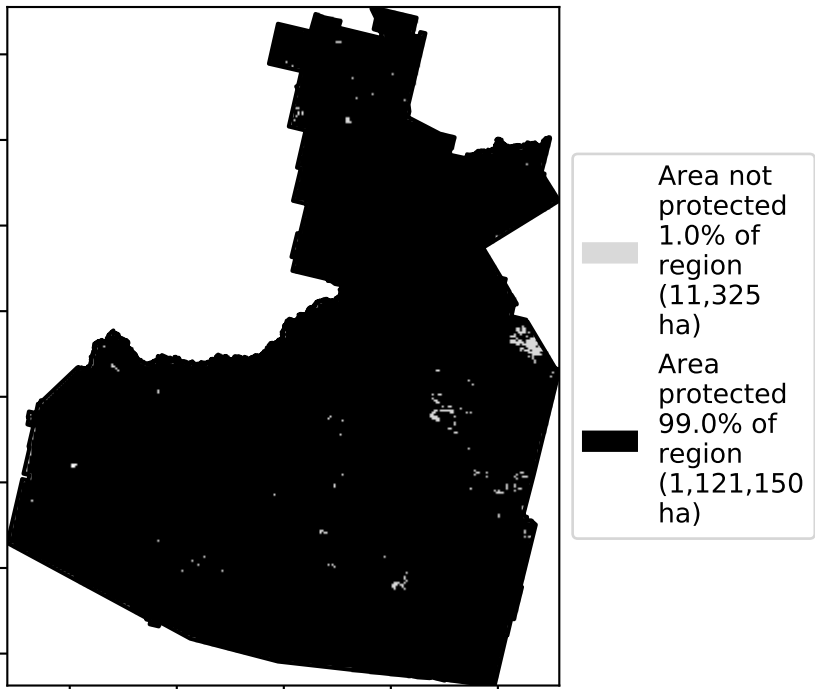 Area not
protected
1.0% of
region
(11,325
ha)
Area
protected
99.0% of
region
(1,121,150
ha)